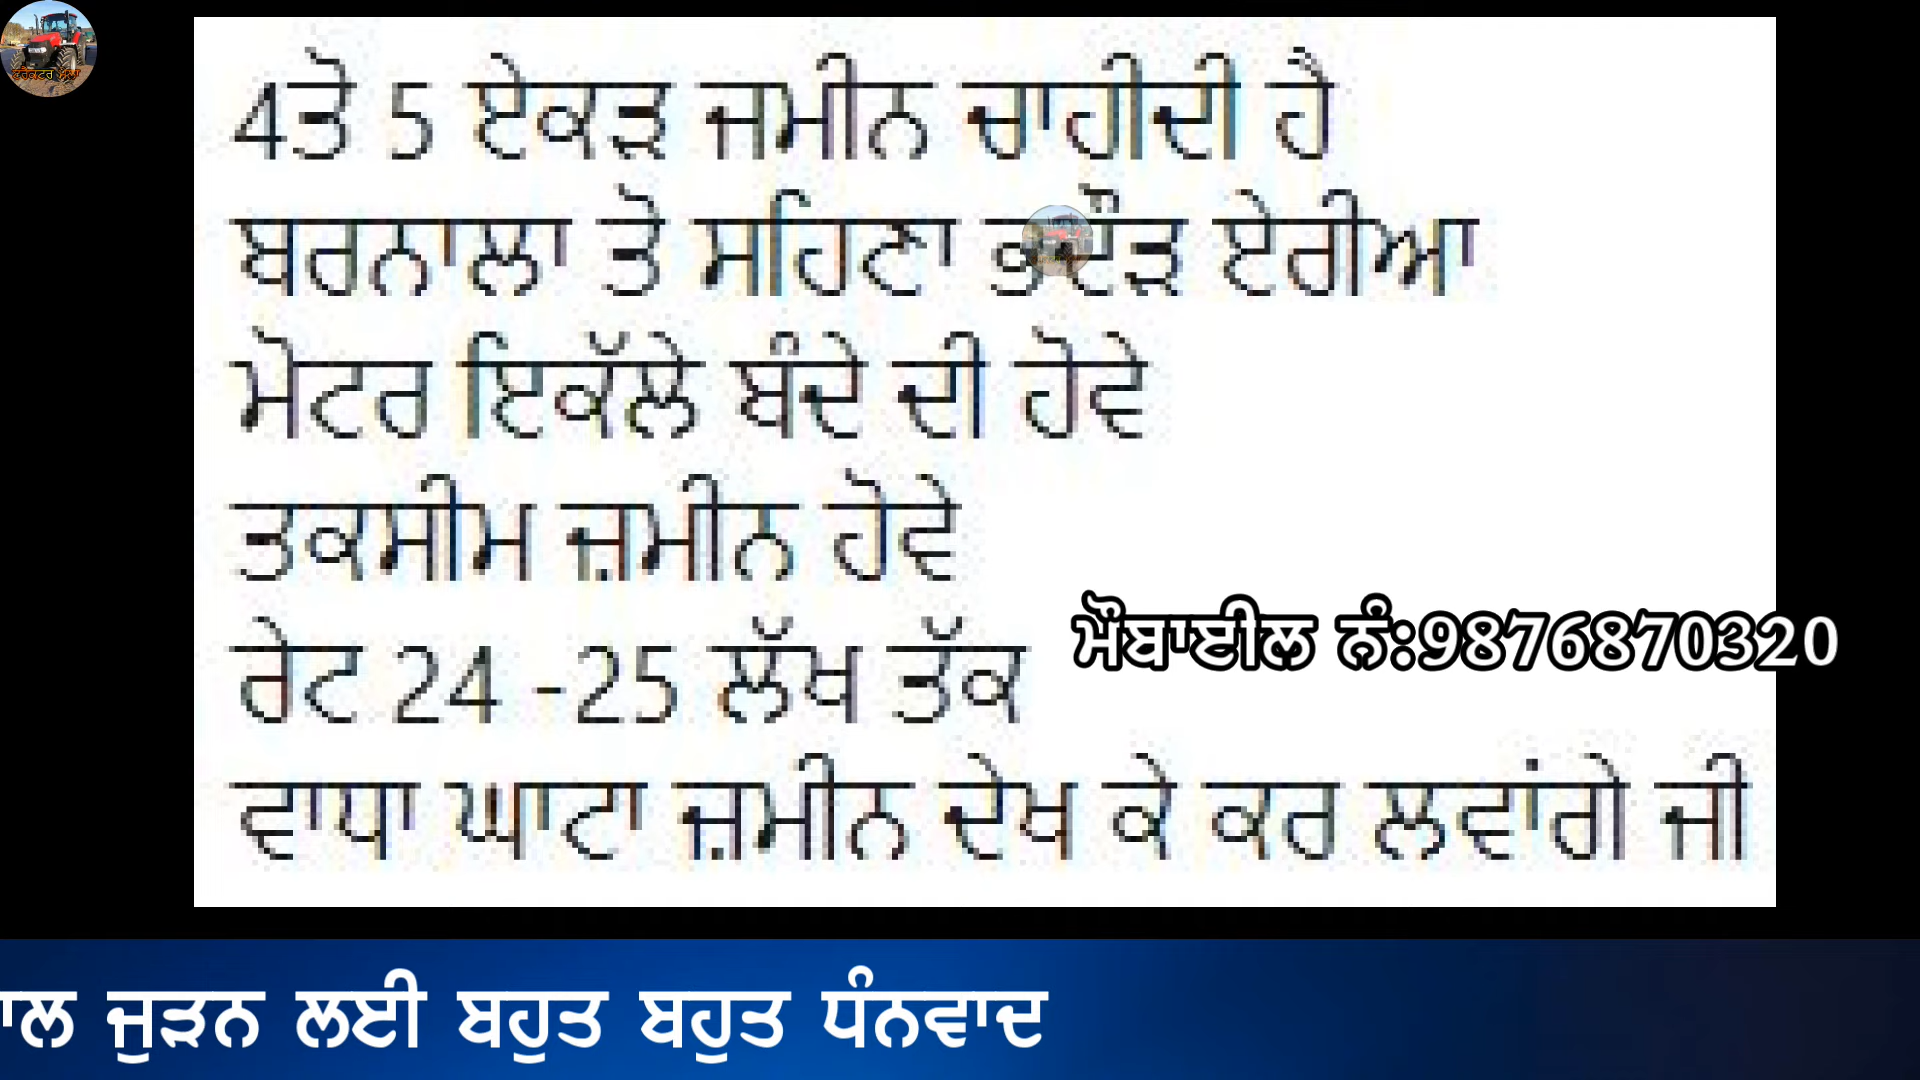 4ਤੋ 5 ਏਕੜ ਜਮੀਨ ਚਾਹੀਦੀ ਹੈ
ਬਰਨਾਲਾ ਤੋ ਸਹਿਣਾ ਭਦੌੜ ਏਰੀਆ
ਮੋਟਰ ਇਕੱਲੇ ਬੰਦੇ ਦੀ ਹੋਵੇ
ਤਕਸੀਮ ਜ਼ਮੀਨ ਹੋਵੇ
ਰੇਟ 24 -25 ਲੱਖ ਤੱਕ
ਮੌਬਾਈਲ ਨੰ:9876870320
ਵਾਧਾ ਘਾਟਾ ਜ਼ਮੀਨ ਦੇਖ ਕੇ ਕਰ ਲਵਾਂਗੇ ਜੀ
ਾਲ ਜੁੜਨ ਲਈ ਬਹੁਤ ਬਹੁਤ ਧੰਨਵਾਦ